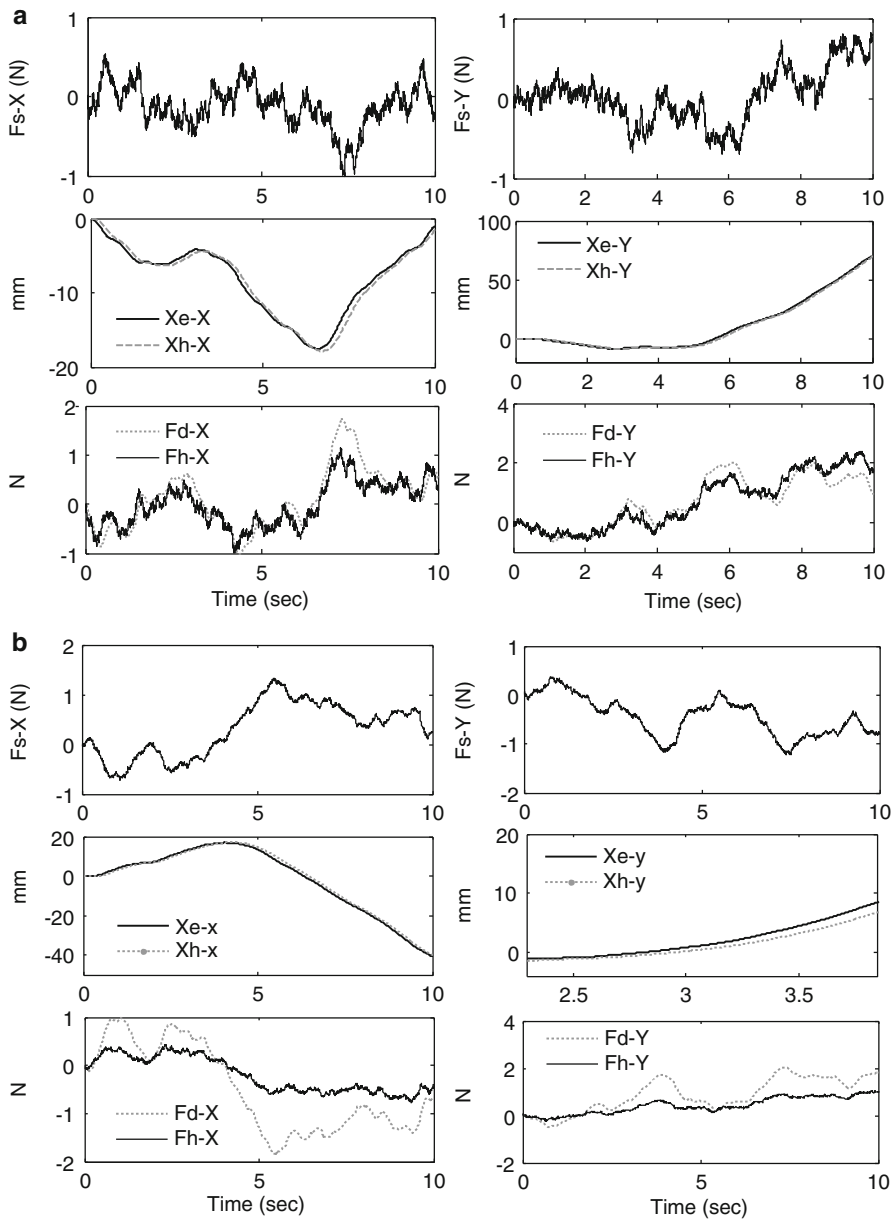 a
Fs-X (N)
1
0
-1
0 5 10
Fs-Y (N)
1
0
-1
0 2 4 6 8 10
mm
0
-10
-20
Xe-X
Xh-X
0 5 10
mm
100
50
0
Xe-Y
Xh-Y
0 2 4 6 8 10
N
2
1
0
-1
Fd-X
Fh-X
0 5 10
Time (sec)
N
4
2
0
Fd-Y
Fh-Y
0 2 4 6 8 10
Time (sec)
b
Fs-X (N)
2
1
0
-1
0 5 10
Fs-Y (N)
1
0
-1
-2
0 5 10
mm
20
0
-20
-40
Xe-x
Xh-x
0 5 10
mm
20
10
0
Xe-y
Xh-y
2.5 3 3.5
N
1
0
-1
-2
Fd-X
Fh-X
0 5 10
Time (sec)
N
4
2
0
-2
Fd-Y
Fh-Y
0 5 10
Time (sec)